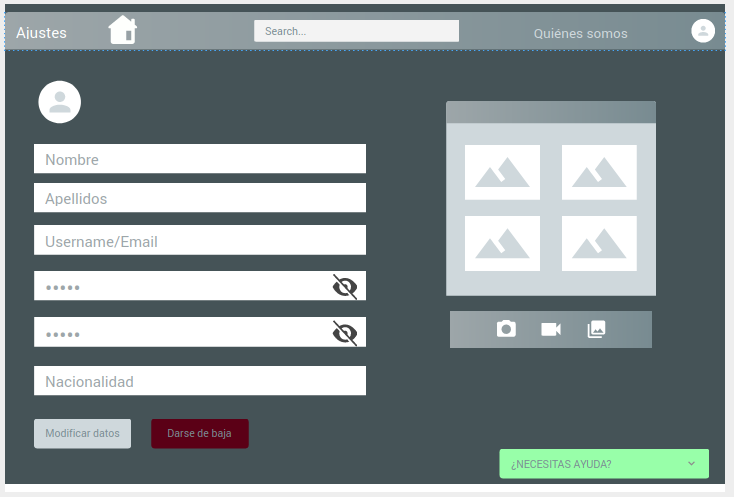 Ajustes
Search...
Quiénes somos
Nombre
Apellidos
Username/Email
•••••
•••••
Nacionalidad
Modificar datos
Darse de baja
¿NECESITAS AYUDA?